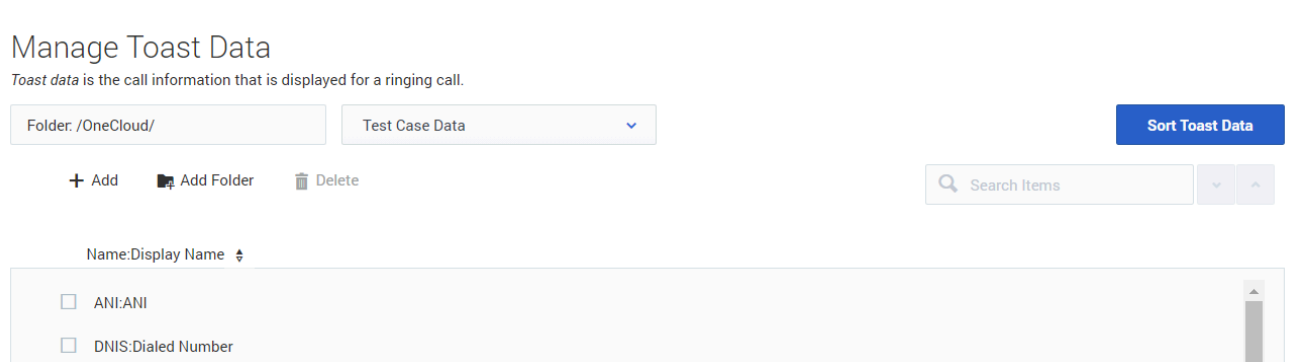 Manage Toast Data
Toast data is the call information that is displayed for a ringing call.
Folder: /OneCloud/
Test Case Data
Sort Toast Data
Add
Add Folder
Delete
Search Items
Name:Display Name
ANI:ANI
DNIS:Dialed Number